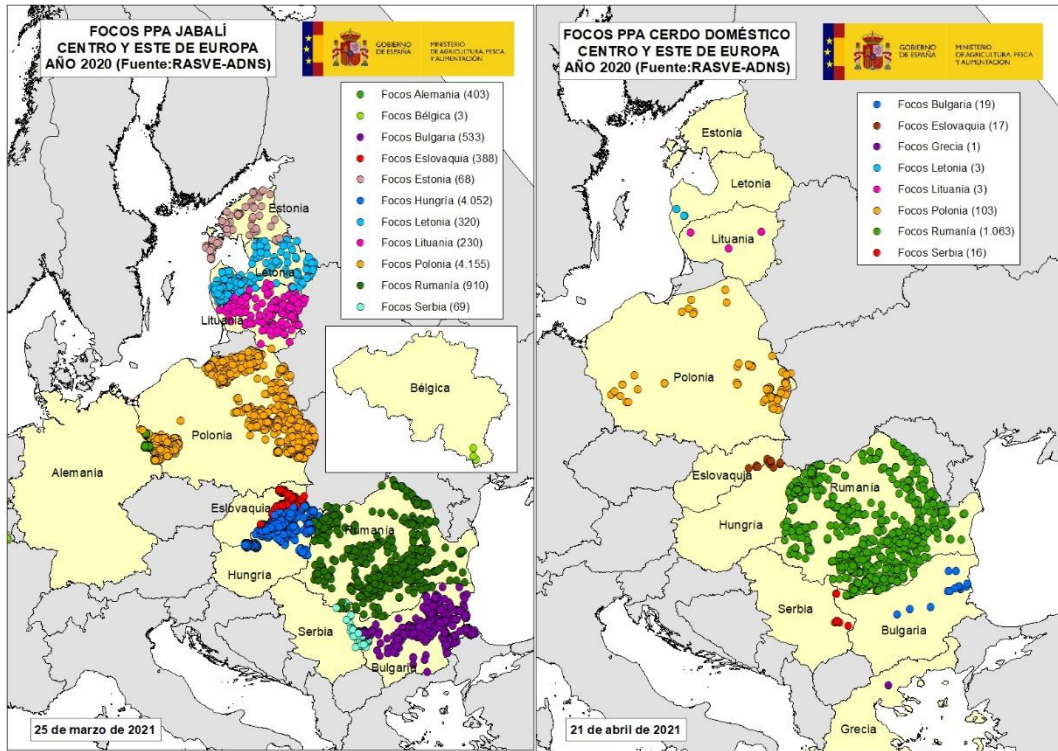 FOCOS PPA JABALÍ
CENTRO Y ESTE DE EUROPA
AÑO 2020 (Fuente:RASVE-ADNS)
GOBIERNO
DE ESPAÑA
MINISTERIO
DE AGRICULTURA, PESCA
Y ALIMENTACIÓN
Focos Alemania (403)
Focos Bélgica (3)
Focos Bulgaria (533)
Focos Eslovaquia (388)
Focos Estonia (68)
Focos Hungría (4.052)
Focos Letonia (320)
Focos Lituania (230)
Focos Polonia (4.155)
Focos Rumanía (910)
Focos Serbia (69)
Estonia
Letonia
Lituania
Bélgica
Polonia
Alemania
Eslovaquia
Rumanía
Hungría
Serbia
Bulgaria
25 de marzo de 2021
FOCOS PPA CERDO DOMÉSTICO
CENTRO Y ESTE DE EUROPA
AÑO 2020 (Fuente:RASVE-ADNS)
GOBIERNO
DE ESPAÑA
MINISTERIO
DE AGRICULTURA, PESCA
Y ALIMENTACIÓN
Focos Bulgaria (19)
Focos Eslovaquia (17)
Focos Grecia (1)
Focos Letonia (3)
Focos Lituania (3)
Focos Polonia (103)
Focos Rumanía (1.063)
Focos Serbia (16)
Estonia
Letonia
Lituania
Polonia
Eslovaquia
Rumanía
Hungría
Serbia
Bulgaria
Grecia
21 de abril de 2021